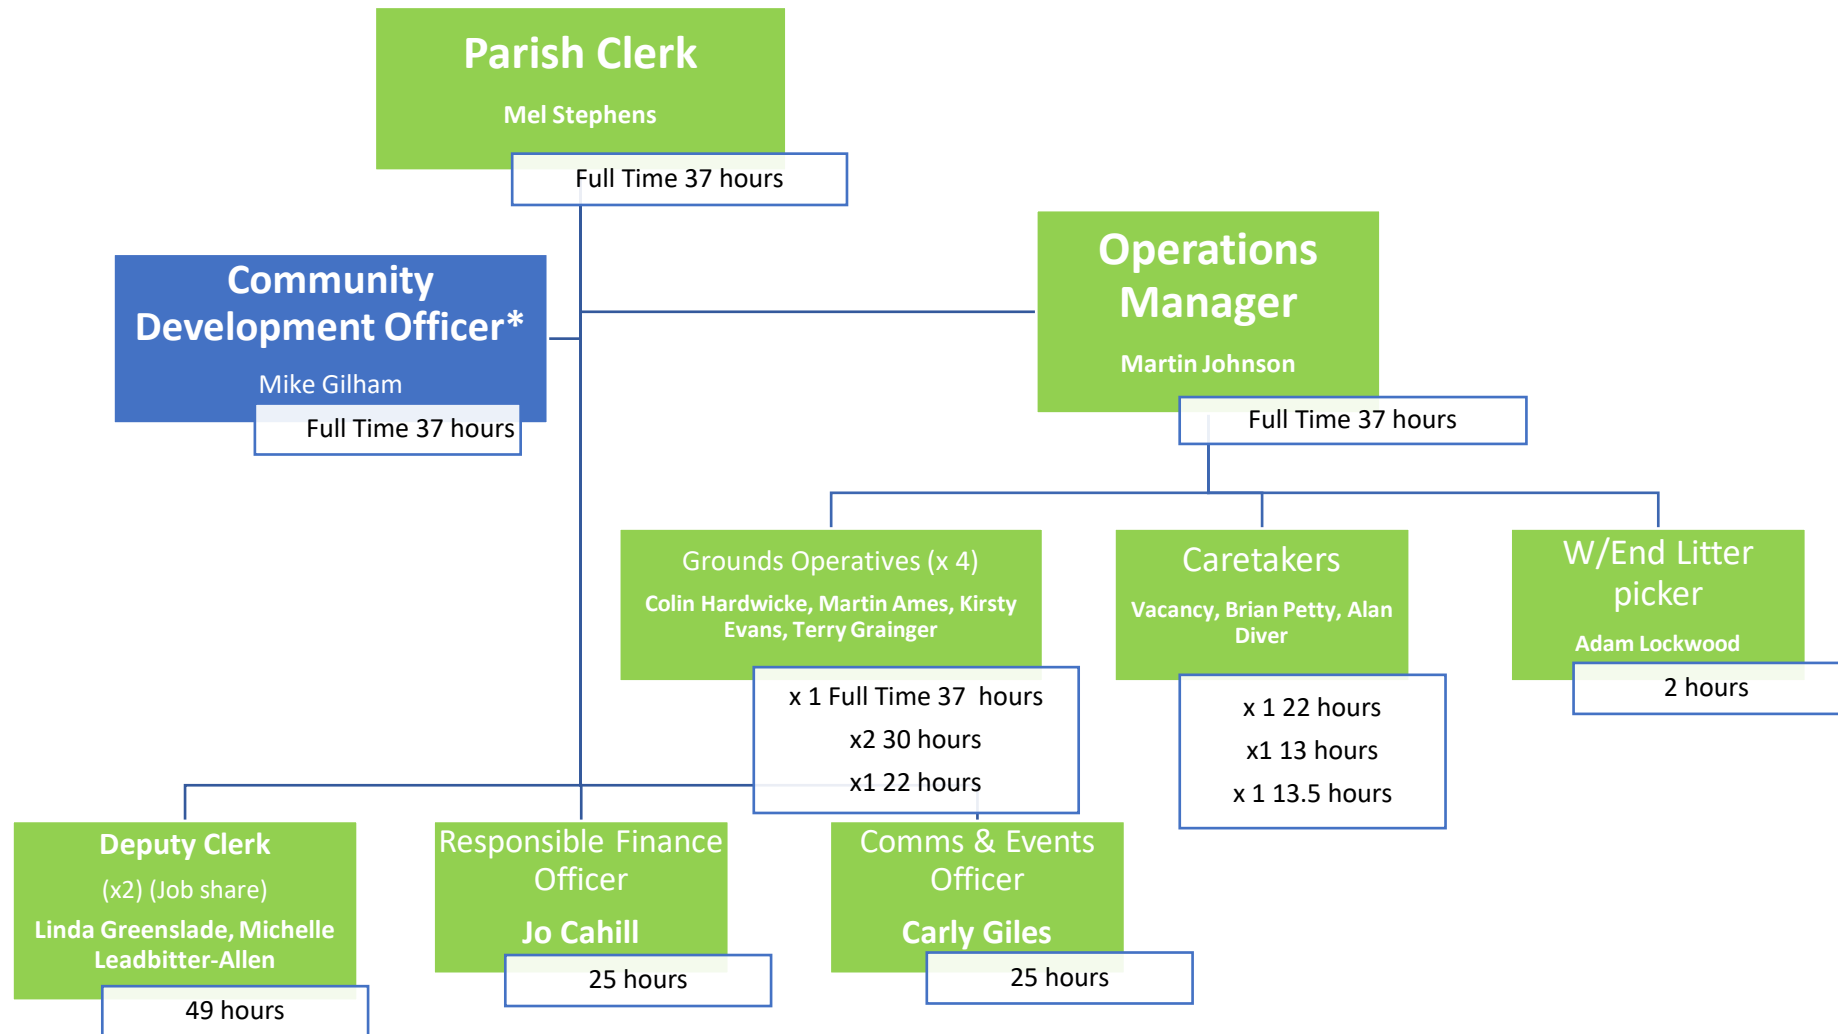 Parish Clerk
Mel Stephens
Full Time 37 hours
Community
Development Officer*
Mike Gilham
Full Time 37 hours
Operations
Manager
Martin Johnson
Full Time 37 hours
Grounds Operatives (x 4)
Colin Hardwicke, Martin Ames, Kirsty
Evans, Terry Grainger
x 1 Full Time 37  hours
x2 30 hours
x1 22 hours
Caretakers
Vacancy, Brian Petty, Alan
Diver
x 1 22 hours
x1 13 hours
x 1 13.5 hours
W/End Litter
picker
Adam Lockwood
2 hours
Deputy Clerk
(x2) (Job share)
Linda Greenslade, Michelle
Leadbitter-Allen
49 hours
Responsible Finance
Officer
Jo Cahill
25 hours
Comms & Events
Officer
Carly Giles
25 hours